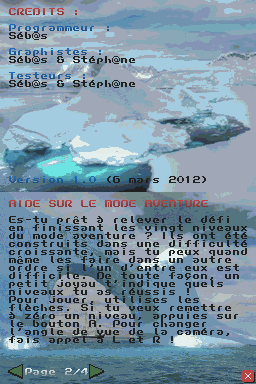 CREDITS :
Programmeur :
Séb@s
Graphistes :
Séb@s & Stéph@ne
Testeurs :
Séb@s & Stéph@ne
Version 1.0 (6 mars 2012)
AIDE SUR LE MODE AVENTURE
Es-tu prêt à relever le défi
en finissant les vingt niveaux
du mode aventure ? Ils ont été
construits dans une difficulté
croissante, mais tu peux quand
même les faire dans un autre
ordre si l'un d'entre eux est
difficile. De toute façon, un
petit joyau t'indique quels
niveaux tu as réussis !
Pour jouer, utilises les
flèches. Si tu veux remettre
à zéro un niveau, appuies sur
le bouton A. Pour changer
l'angle de vue de la caméra,
fais appel à L et R !
Page 2/4